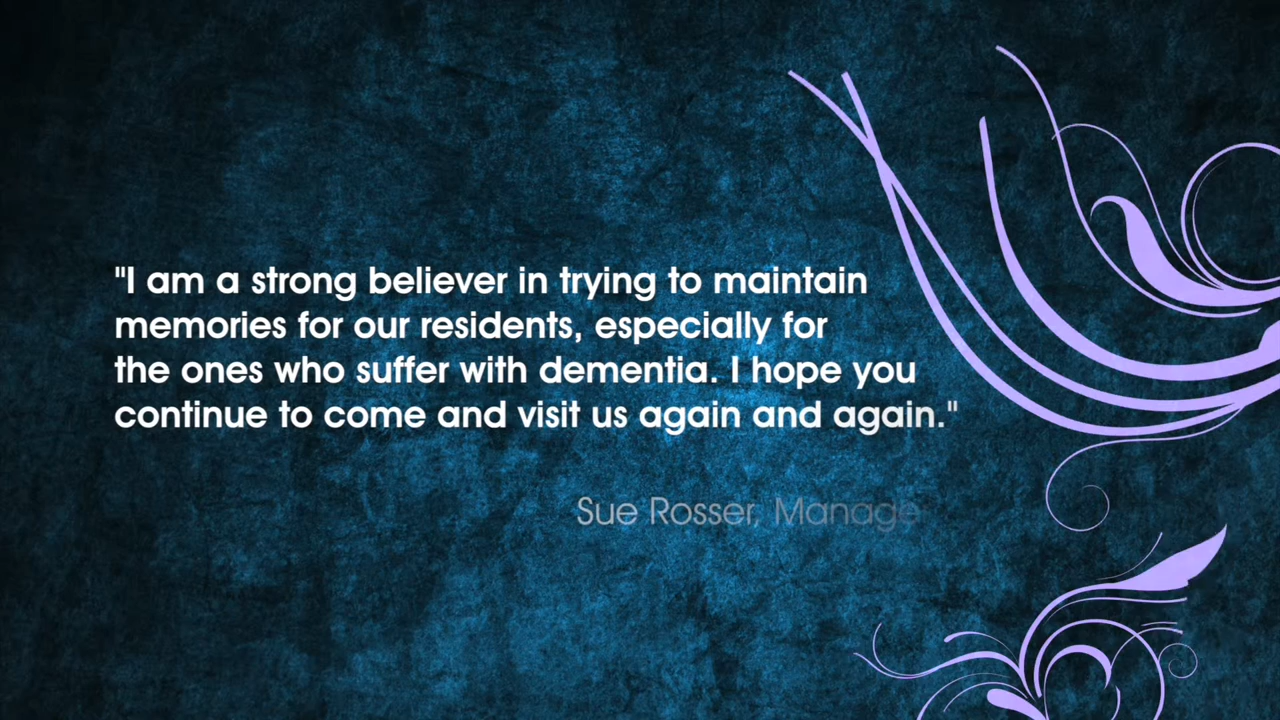 "I am a strong believer in trying to maintain
memories for our residents, especially for
the ones who suffer with dementia. I hope you
continue to come and visit us again and again."
Sue Rosser, Manage